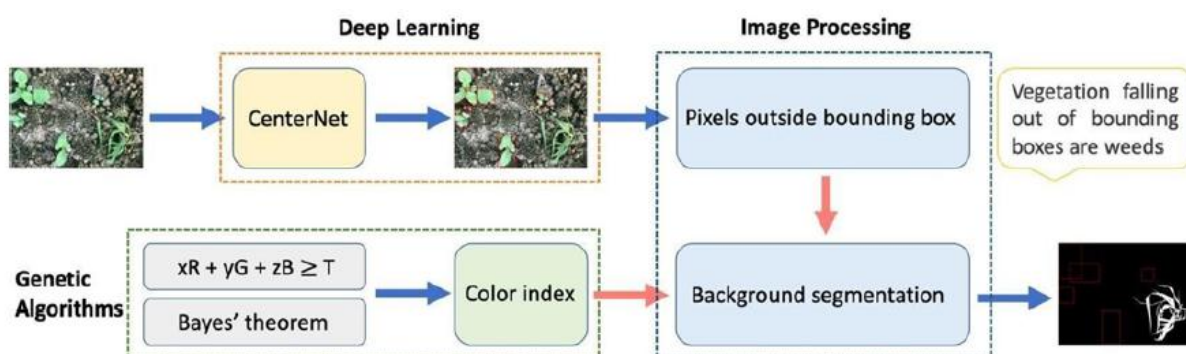 Deep Learning
Image Processing
CenterNet
Pixels outside bounding box
Vegetation falling
out of bounding
boxes are weeds
Genetic
Algorithms
xR + yG + zB ≥ T
Bayes’ theorem
Color index
Background segmentation